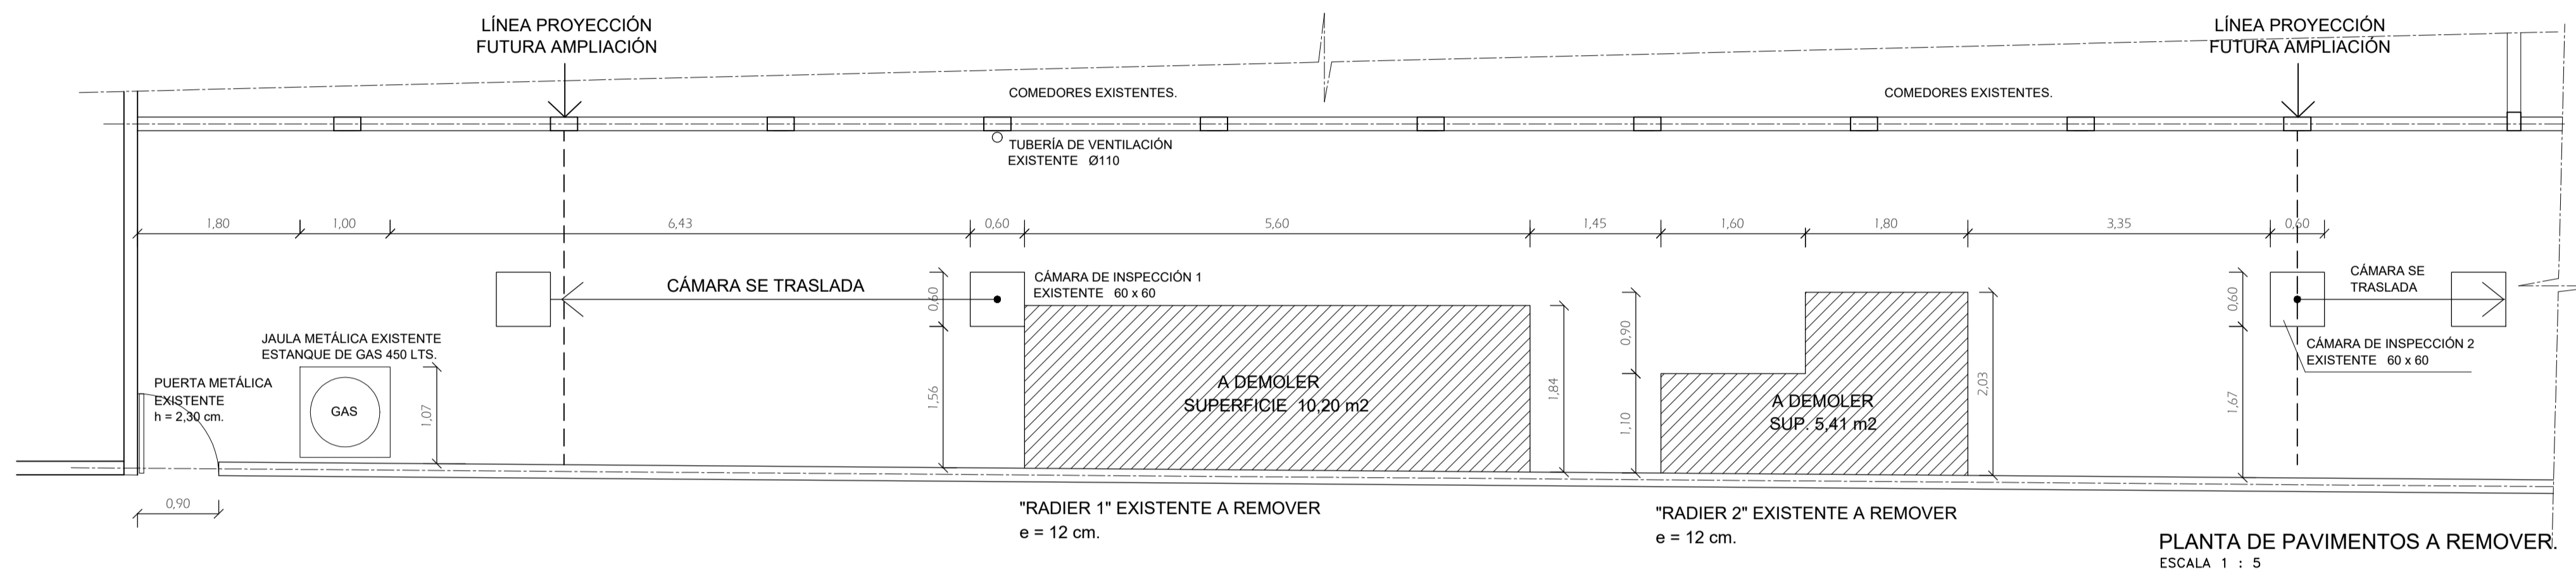 LÍNEA PROYECCIÓN
FUTURA AMPLIACIÓN
LÍNEA PROYECCIÓN
FUTURA AMPLIACIÓN
COMEDORES EXISTENTES.
COMEDORES EXISTENTES.
TUBERÍA DE VENTILACIÓN
EXISTENTE Ø110
1,80
1,00
6,43
0,60
5,60
1,45
1,60
1,80
3,35
0,60
CÁMARA SE TRASLADA
0,60
CÁMARA DE INSPECCIÓN 1
EXISTENTE 60 x 60
CÁMARA SE
TRASLADA
0,60
0,90
JAULA METÁLICA EXISTENTE
ESTANQUE DE GAS 450 LTS.
CÁMARA DE INSPECCIÓN 2
EXISTENTE 60 x 60
PUERTA METÁLICA
EXISTENTE
h = 2,30 cm.
GAS
1,07
1,56
A DEMOLER
SUPERFICIE 10,20 m2
1,84
1,10
A DEMOLER
SUP. 5,41 m2
2,03
1,67
0,90
"RADIER 1" EXISTENTE A REMOVER
e = 12 cm.
"RADIER 2" EXISTENTE A REMOVER
e = 12 cm.
PLANTA DE PAVIMENTOS A REMOVER.
ESCALA 1 : 5